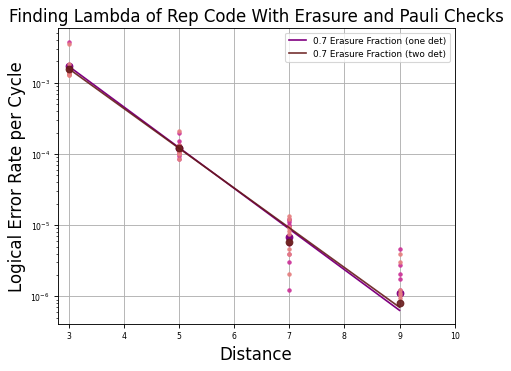 Finding Lambda of Rep Code With Erasure and Pauli Checks
0.7 Erasure Fraction (one det)
0.7 Erasure Fraction (two det)
Logical Error Rate per Cycle
10⁻³
10⁻⁴
10⁻⁵
10⁻⁶
3 4 5 6 7 8 9 10
Distance